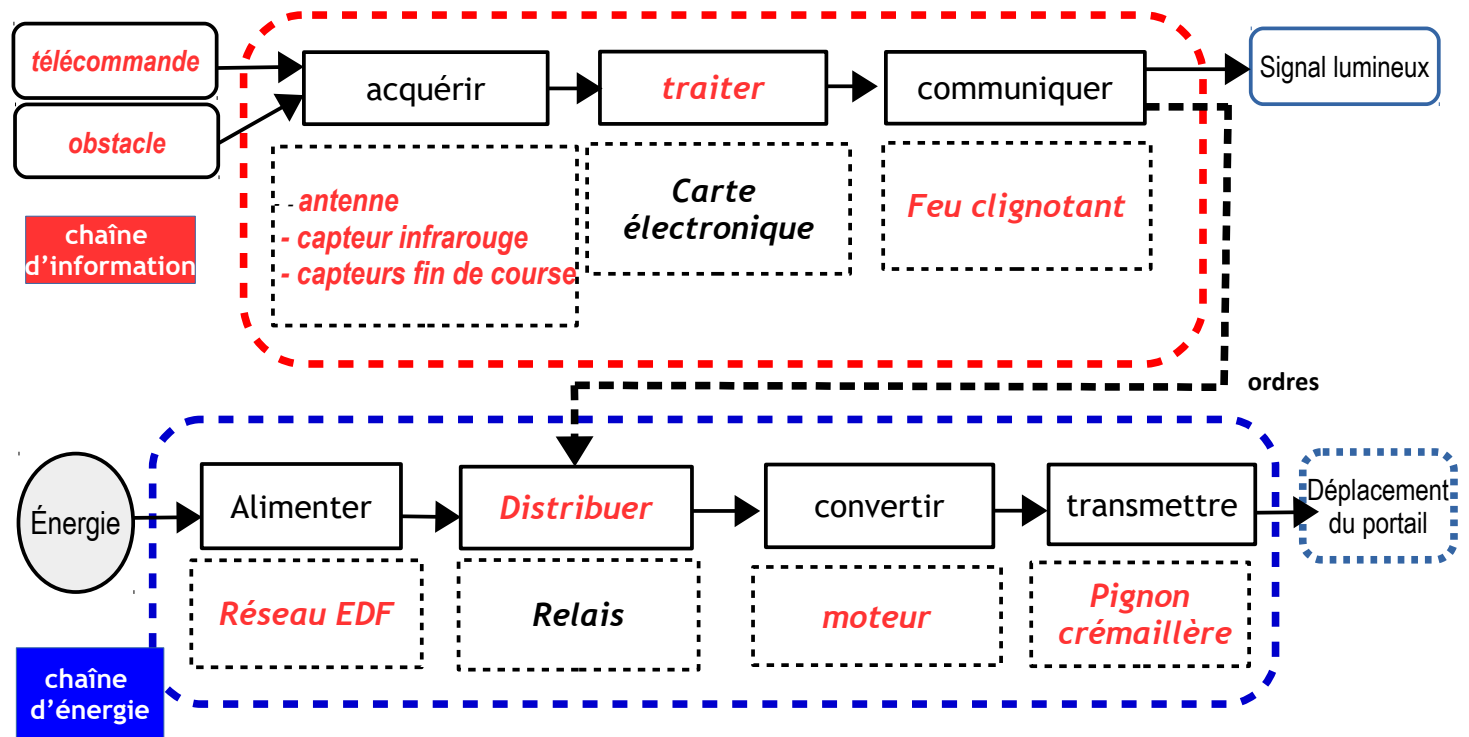 télécommande
obstacle
acquérir
traiter
communiquer
Signal lumineux
- - antenne
- capteur infrarouge
- capteurs fin de course
Carte
électronique
Feu clignotant
chaîne
d’information
ordres
Énergie
Alimenter
Distribuer
convertir
transmettre
Déplacement
du portail
Réseau EDF
Relais
moteur
Pignon
crémaillère
chaîne
d’énergie